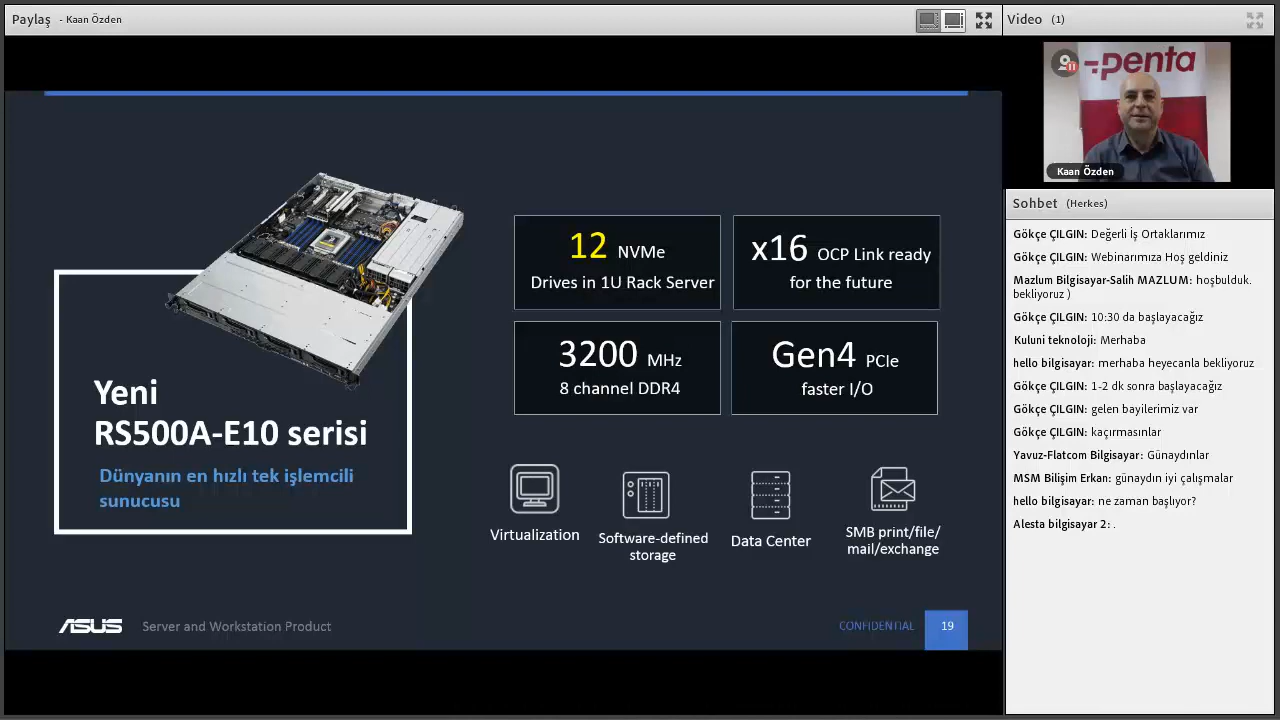 Paylaş - Kaan Özden
Yeni
RS500A-E10 serisi
Dünyanın en hızlı tek işlemcili
sunucusu
12 NVMe
Drives in 1U Rack Server
x16 OCP Link ready
for the future
3200 MHz
8 channel DDR4
Gen4 PCIe
faster I/O
Virtualization
Software-defined
storage
Data Center
SMB print/file/
mail/exchange
ASUS Server and Workstation Product
CONFIDENTIAL 19
Video (1)
penta
Kaan Özden
Sohbet (Herkes)
Gökçe ÇILGIN: Değerli İş Ortaklarımız
Gökçe ÇILGIN: Webinarımıza Hoş geldiniz
Mazlum Bilgisayar-Salih MAZLUM: hoşbulduk.
bekliyoruz )
Gökçe ÇILGIN: 10:30 da başlayacağız
Kuluni teknoloji: Merhaba
hello bilgisayar: merhaba heyecanla bekliyoruz
Gökçe ÇILGIN: 1-2 dk sonra başlayacağız
Gökçe ÇILGIN: gelen bayilerimiz var
Gökçe ÇILGIN: kaçırmasınlar
Yavuz-Flatcom Bilgisayar: Günaydınlar
MSM Bilişim Erkan: günaydın iyi çalışmalar
hello bilgisayar: ne zaman başlıyor?
Alesta bilgisayar 2: .